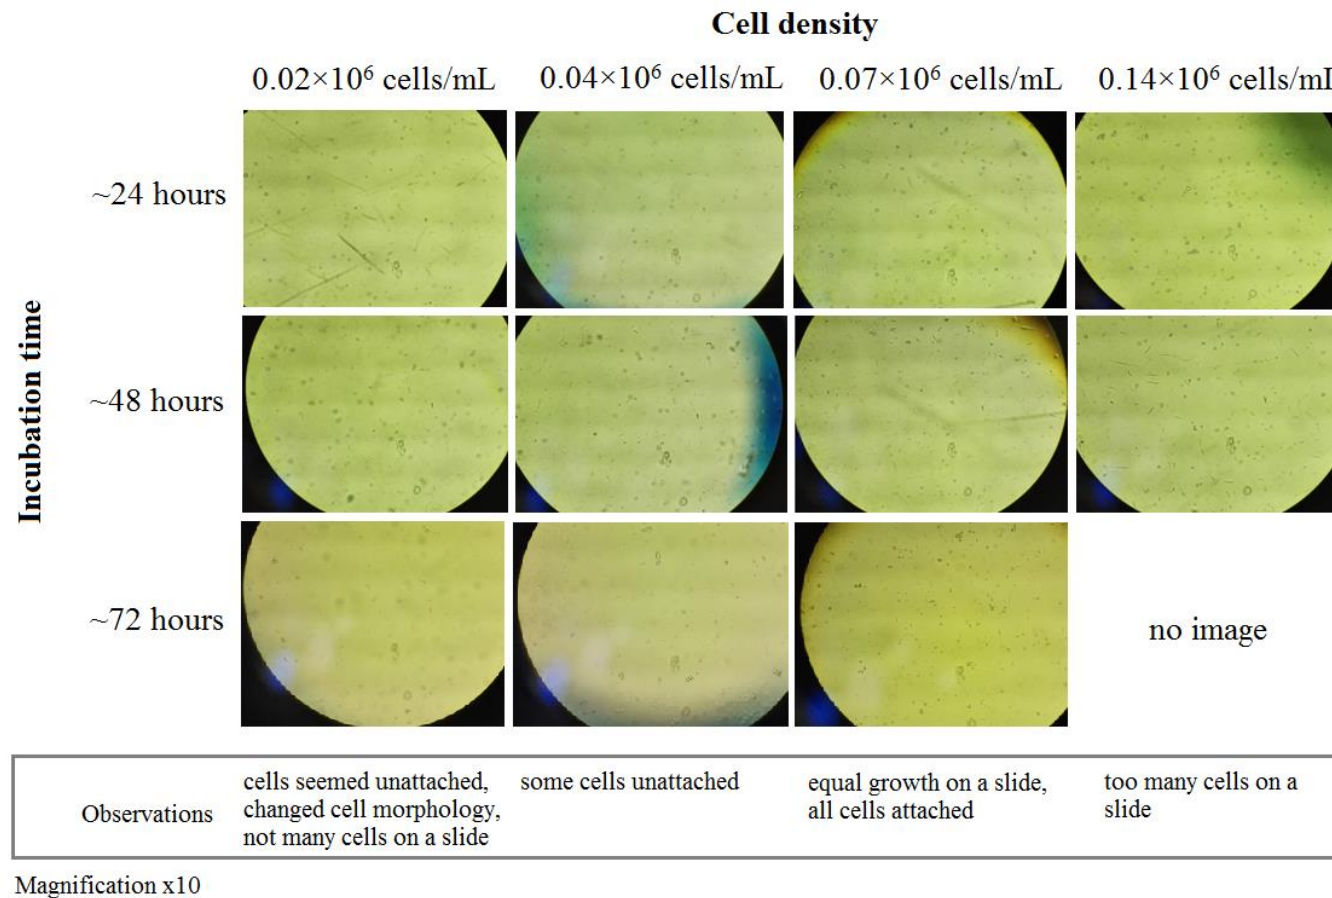 Cell density
0.02×10⁶ cells/mL 0.04×10⁶ cells/mL 0.07×10⁶ cells/mL 0.14×10⁶ cells/mL
Incubation time
~24 hours
~48 hours
~72 hours
no image
Observations
cells seemed unattached,
changed cell morphology,
not many cells on a slide
some cells unattached
equal growth on a slide,
all cells attached
too many cells on a
slide
Magnification x10